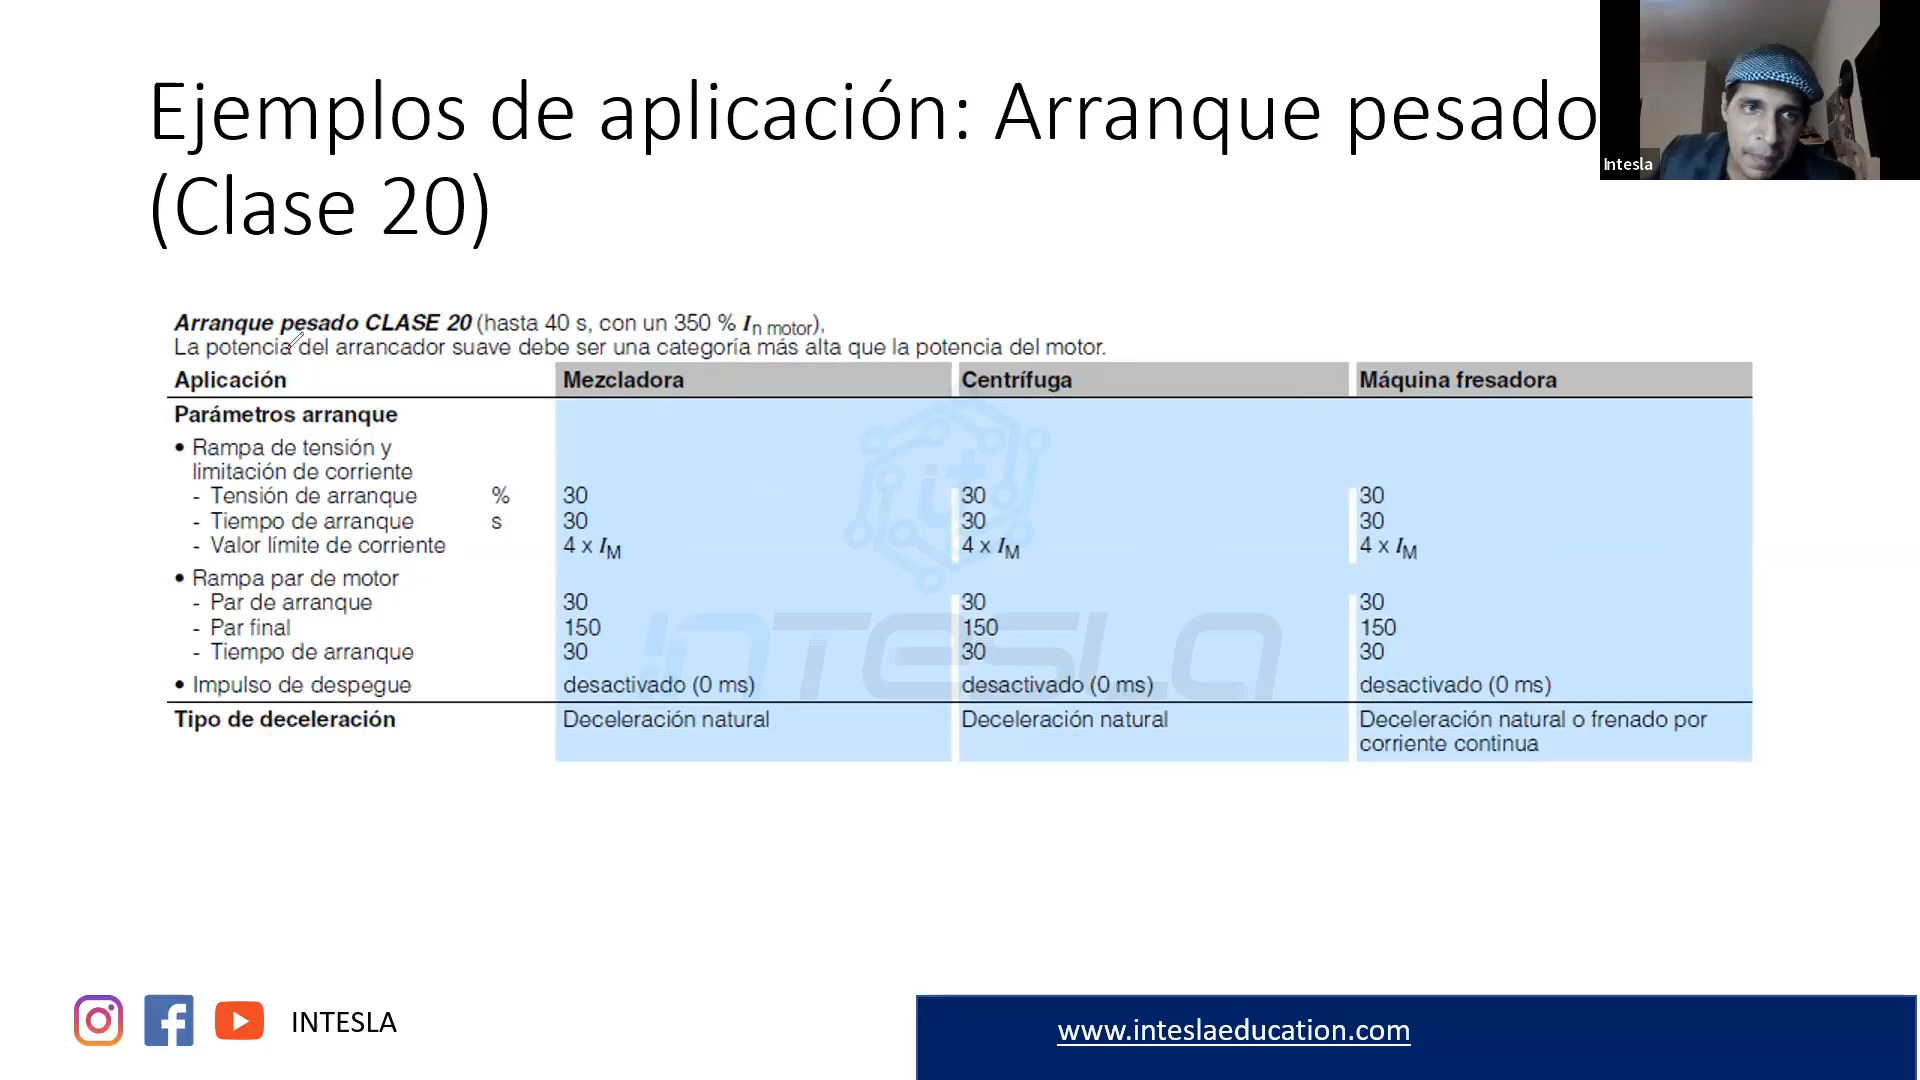 Ejemplos de aplicación: Arranque pesado
(Clase 20)
Intesla
Arranque pesado CLASE 20 (hasta 40 s, con un 350 % In motor),
La potencia del arrancador suave debe ser una categoría más alta que la potencia del motor.
Aplicación Mezcladora Centrífuga Máquina fresadora
Parámetros arranque
• Rampa de tensión y
limitación de corriente
- Tensión de arranque % 30 30 30
- Tiempo de arranque s 30 30 30
- Valor límite de corriente 4 x IM 4 x IM 4 x IM
• Rampa par de motor
- Par de arranque 30 30 30
- Par final 150 150 150
- Tiempo de arranque 30 30 30
• Impulso de despegue desactivado (0 ms) desactivado (0 ms) desactivado (0 ms)
Tipo de deceleración Deceleración natural Deceleración natural Deceleración natural o frenado por
corriente continua
it
INTESLA
INTESLA
www.inteslaeducation.com